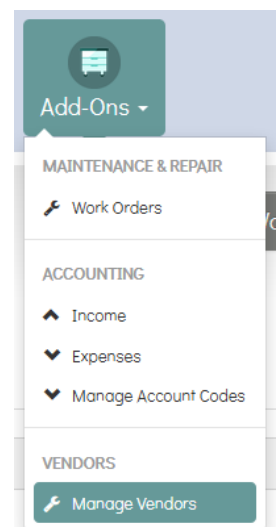 Add-Ons
MAINTENANCE & REPAIR
Work Orders
ACCOUNTING
Income
Expenses
Manage Account Codes
VENDORS
Manage Vendors